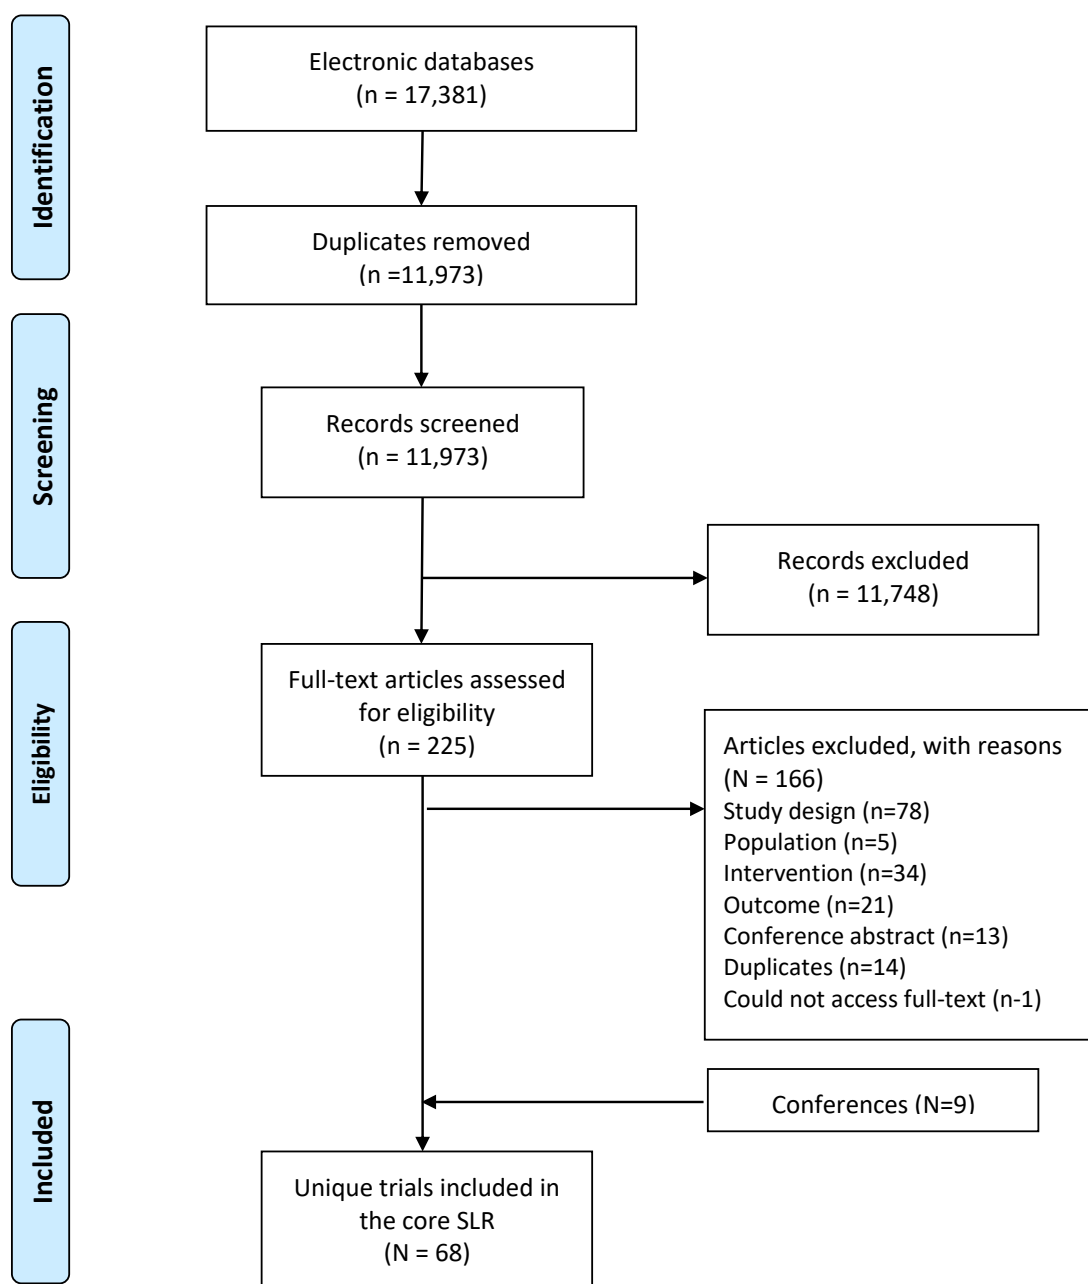 Identification
Electronic databases
(n = 17,381)
Duplicates removed
(n =11,973)
Screening
Records screened
(n = 11,973)
Records excluded
(n = 11,748)
Eligibility
Full-text articles assessed
for eligibility
(n = 225)
Articles excluded, with reasons
(N = 166)
Study design (n=78)
Population (n=5)
Intervention (n=34)
Outcome (n=21)
Conference abstract (n=13)
Duplicates (n=14)
Could not access full-text (n-1)
Included
Conferences (N=9)
Unique trials included in
the core SLR
(N = 68)